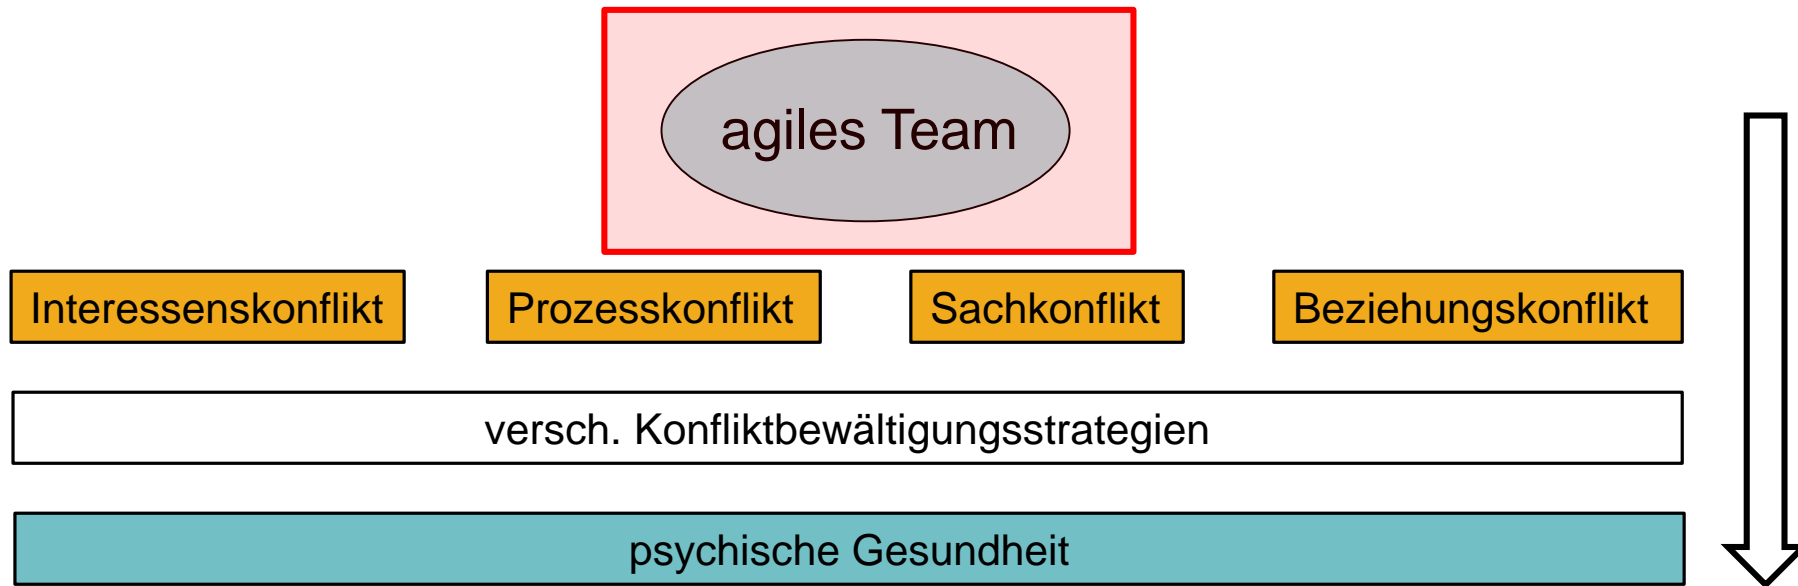 agiles Team
Interessenskonflikt
Prozesskonflikt
Sachkonflikt
Beziehungskonflikt
versch. Konfliktbewältigungsstrategien
psychische Gesundheit